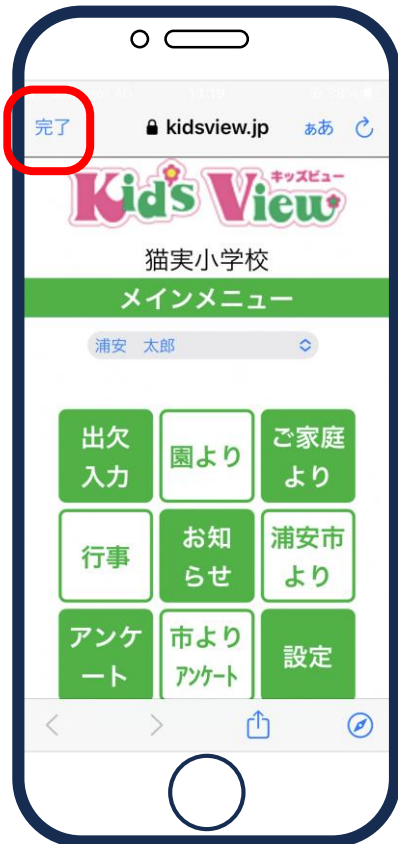 完了 kidsview.jp ぁあ
キッズビュー
Kid's View
猫実小学校
メインメニュー
浦安 太郎
出欠
入力
園より
ご家庭
より
行事
お知
らせ
浦安市
より
アンケ
ート
市より
アンケート
設定